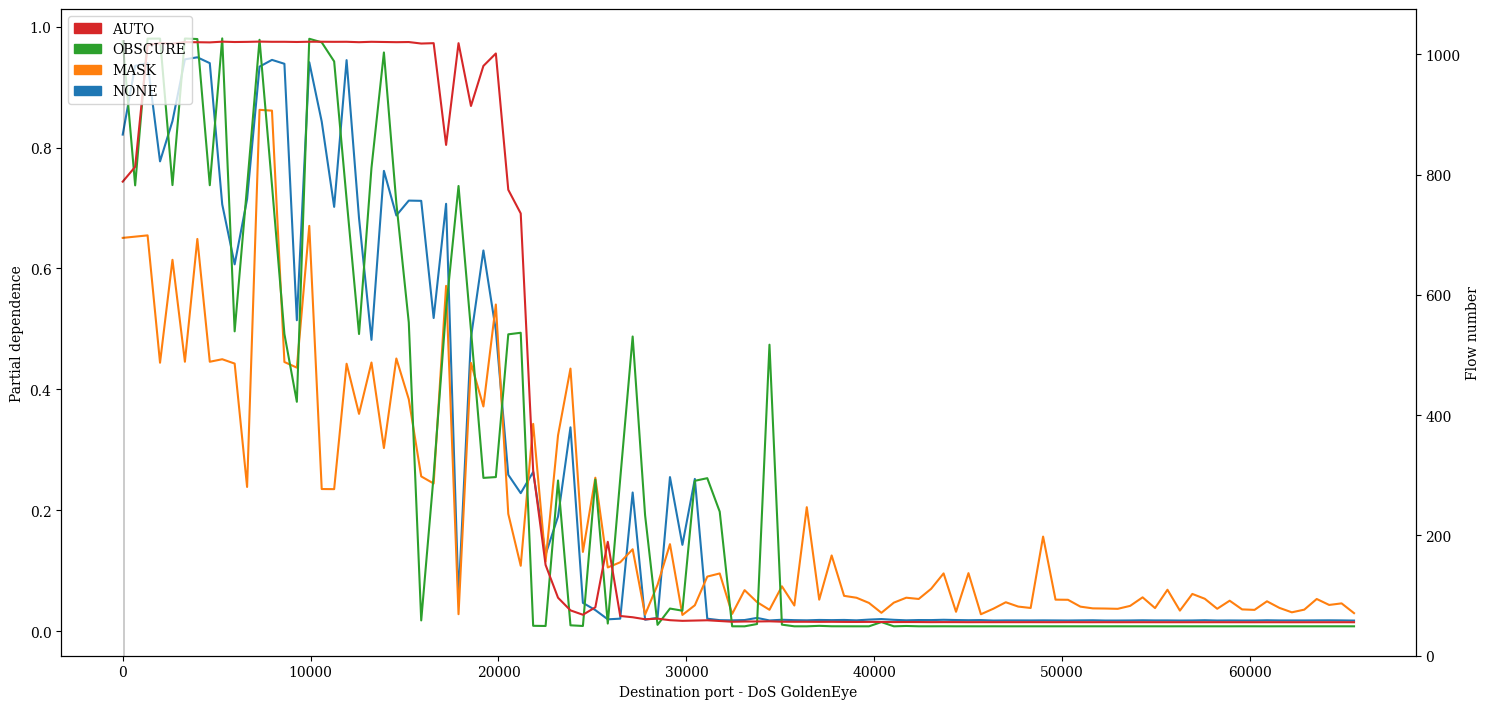 AUTO
OBSCURE
MASK
NONE
1.0
0.8
0.6
0.4
0.2
0.0
Partial dependence
1000
800
600
400
200
0
Flow number
0
10000
20000
30000
40000
50000
60000
Destination port - DoS GoldenEye